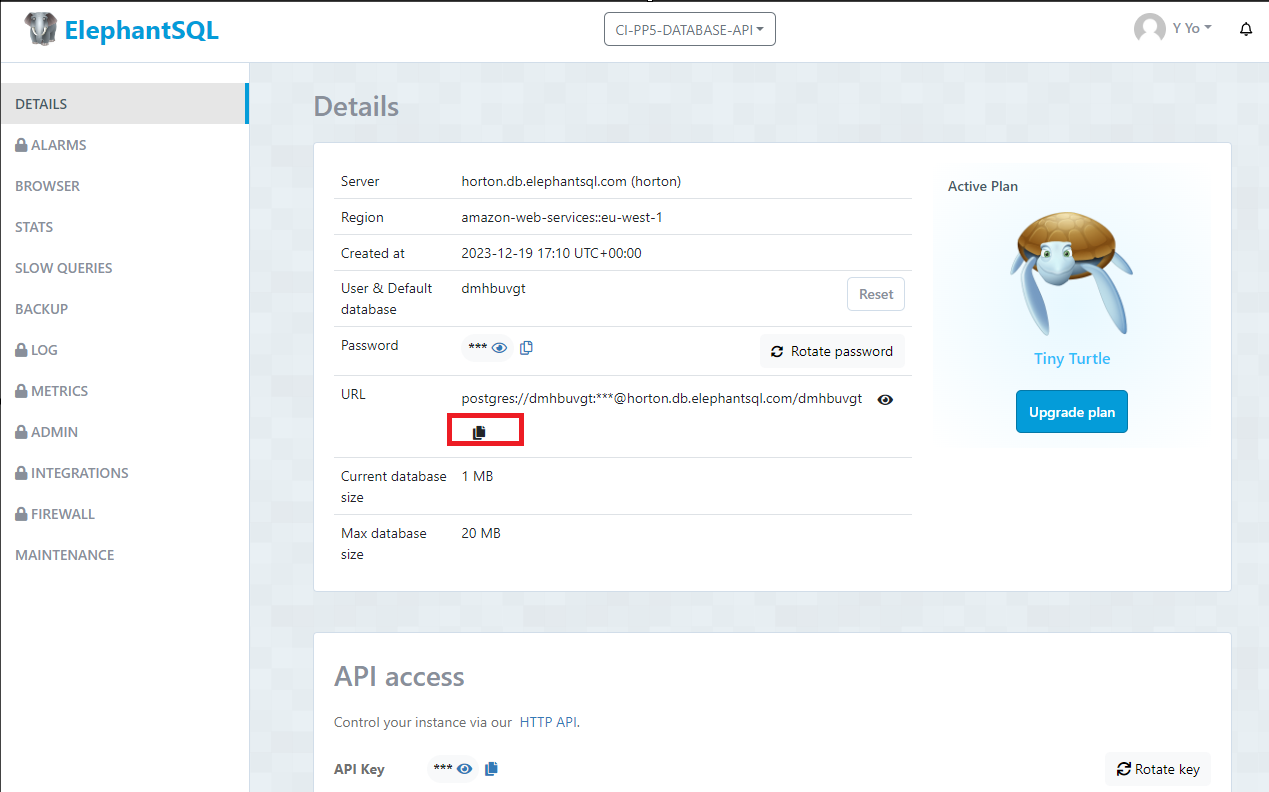 ElephantSQL
CI-PP5-DATABASE-API
Y Yo
DETAILS
ALARMS
BROWSER
STATS
SLOW QUERIES
BACKUP
LOG
METRICS
ADMIN
INTEGRATIONS
FIREWALL
MAINTENANCE
Details
Server horton.db.elephantsql.com (horton)
Region amazon-web-services::eu-west-1
Created at 2023-12-19 17:10 UTC+00:00
User & Default dmhbuvgt
database
Reset
Password *** Rotate password
URL postgres://dmhbuvgt:***@horton.db.elephantsql.com/dmhbuvgt
Current database 1 MB
size
Max database 20 MB
size
Active Plan
Tiny Turtle
Upgrade plan
API access
Control your instance via our HTTP API.
API Key *** Rotate key